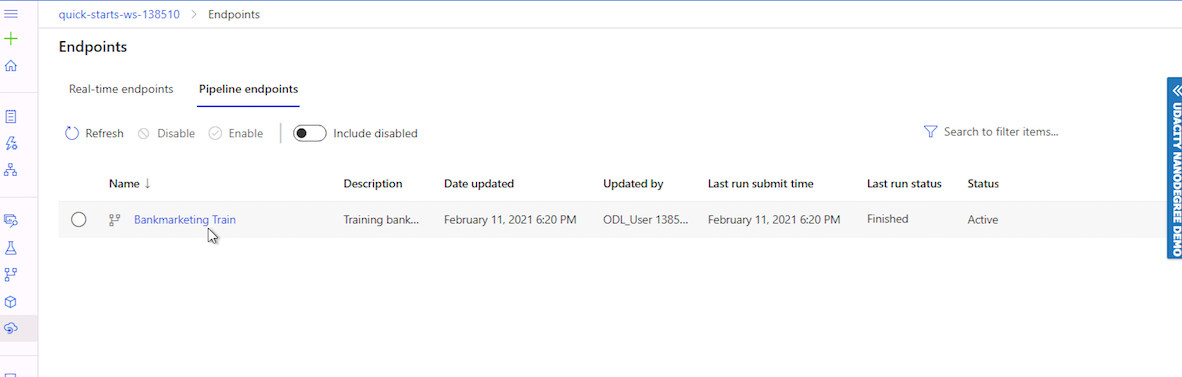 quick-starts-ws-138510 > Endpoints
Endpoints
Real-time endpoints Pipeline endpoints
Refresh Disable Enable Include disabled Search to filter items...
Name ↓ Description Date updated Updated by Last run submit time Last run status Status
Bankmarketing Train Training bank... February 11, 2021 6:20 PM ODL_User 1385... February 11, 2021 6:20 PM Finished Active
UDACITY NANODEGREE DEMO